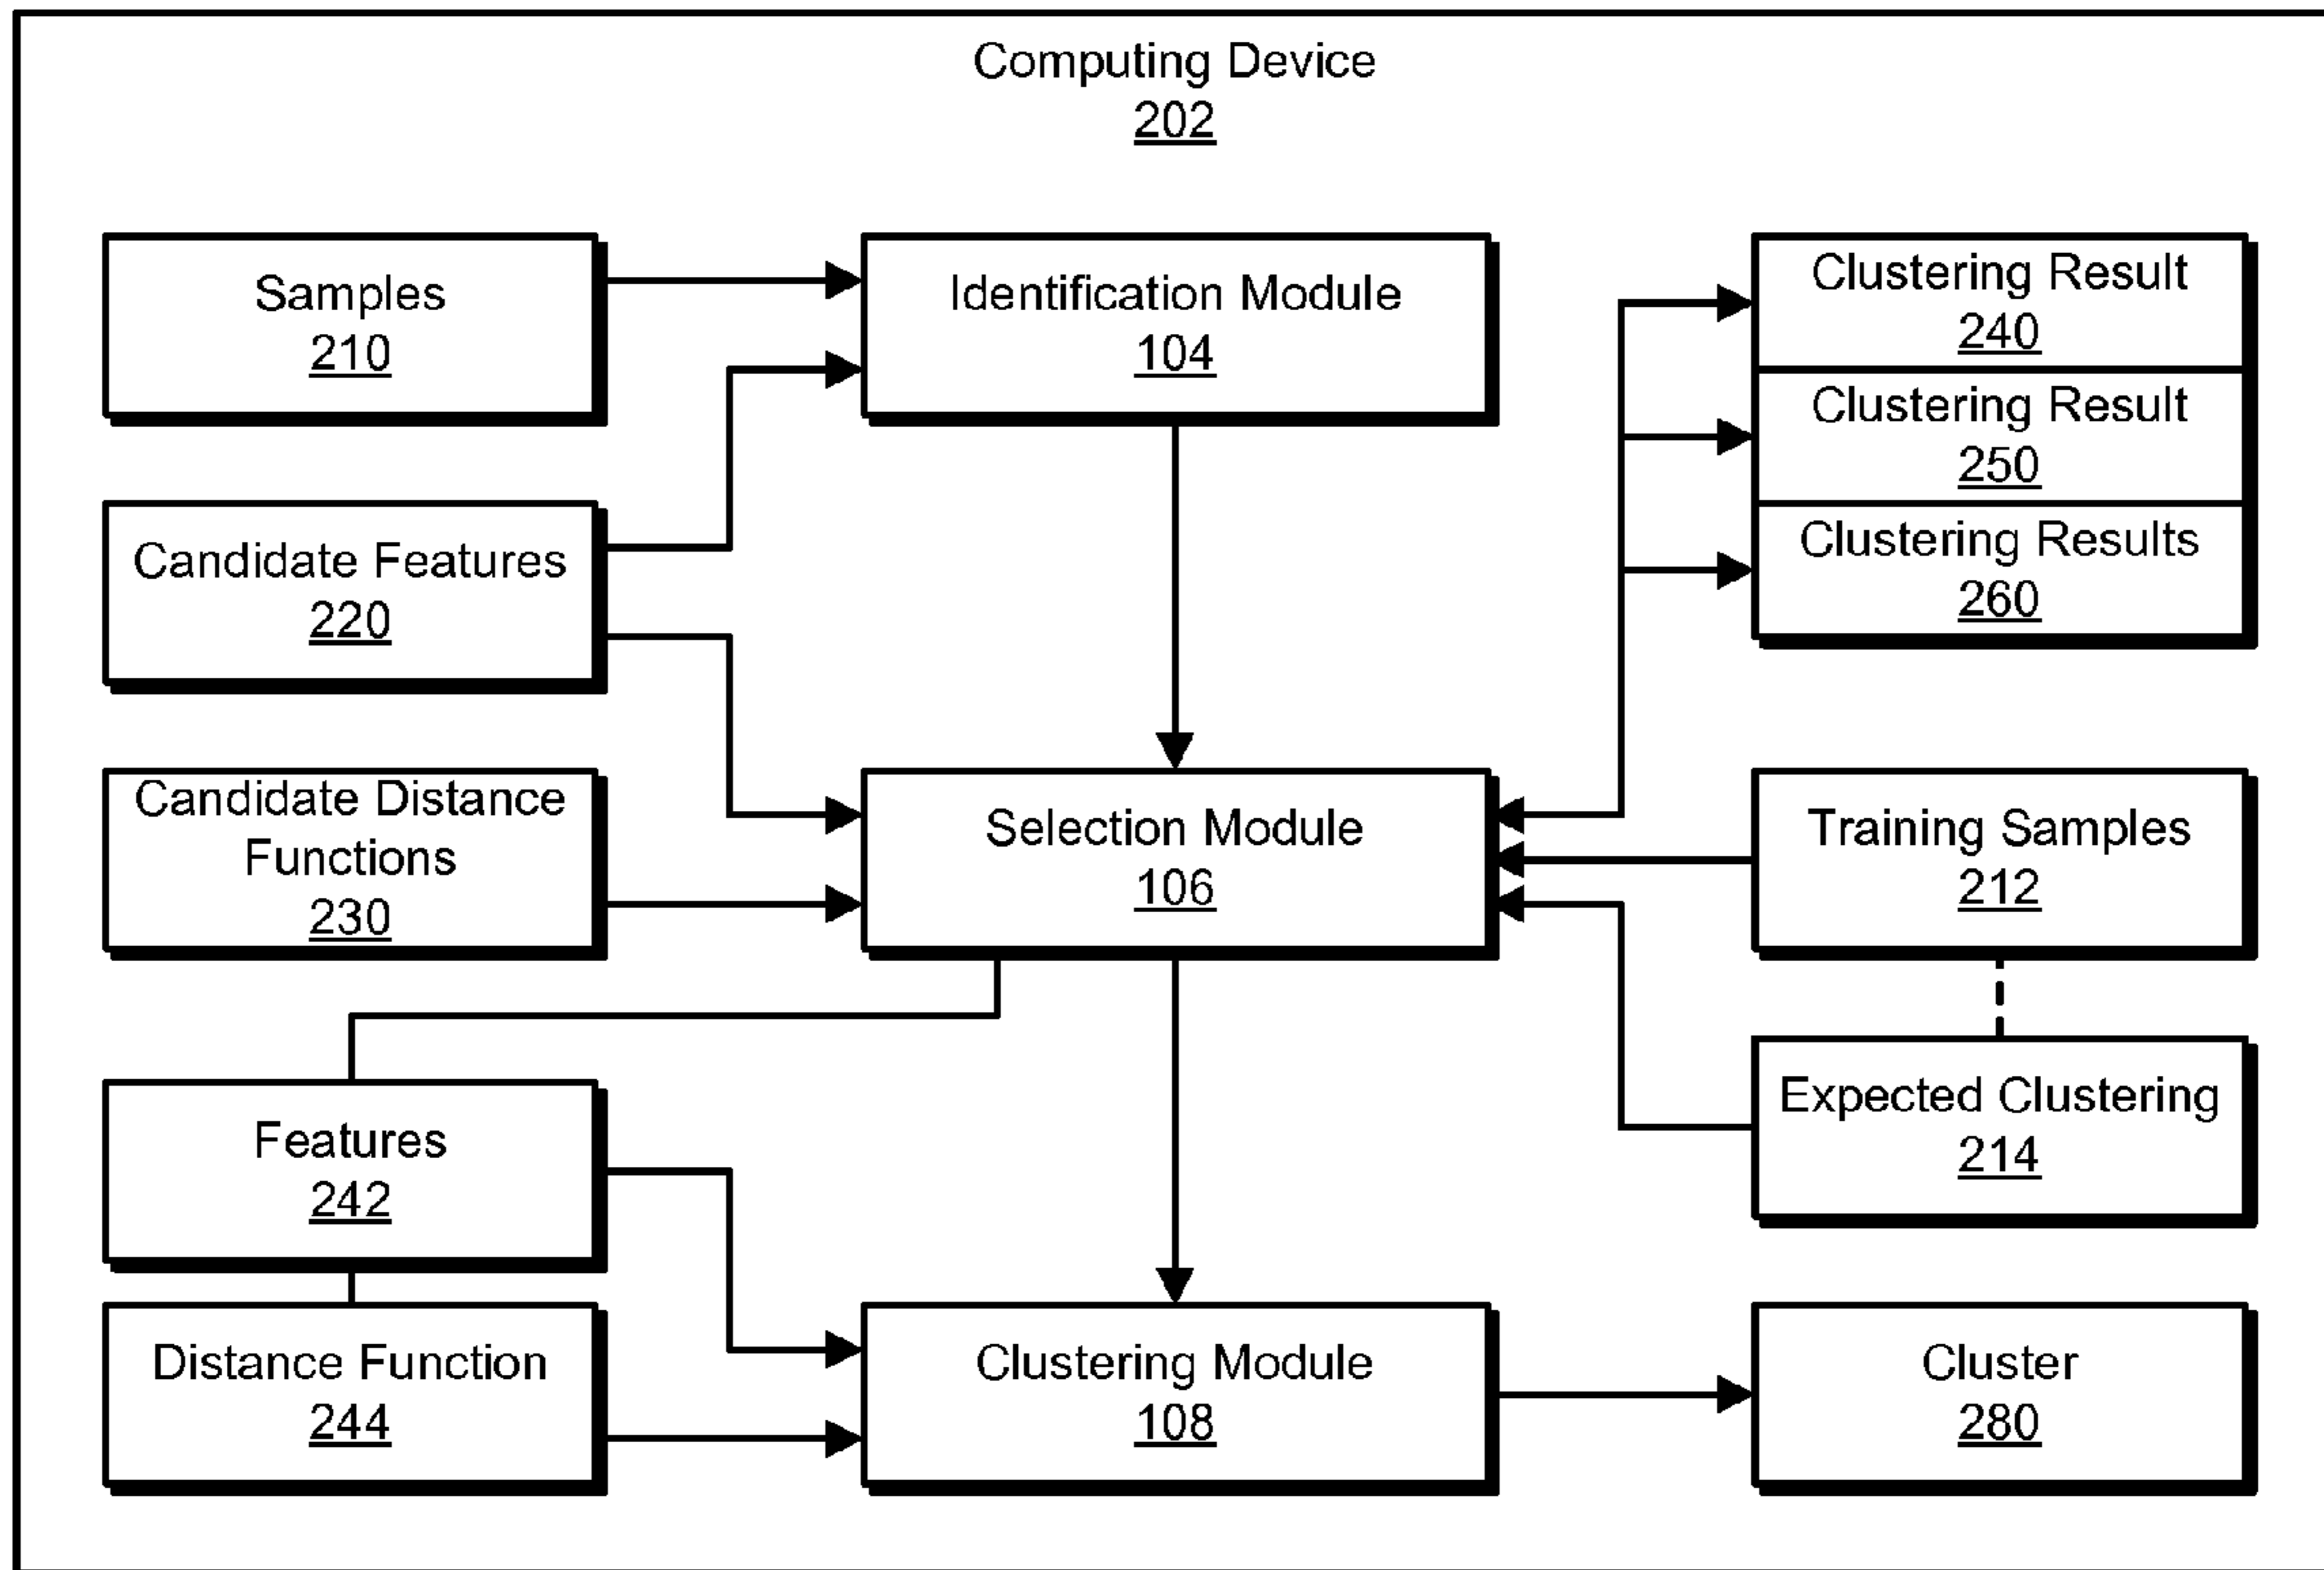 Computing Device
202
Samples
210
Identification Module
104
Clustering Result
240
Clustering Result
250
Clustering Results
260
Candidate Features
220
Candidate Distance
Functions
230
Selection Module
106
Training Samples
212
Features
242
Expected Clustering
214
Distance Function
244
Clustering Module
108
Cluster
280